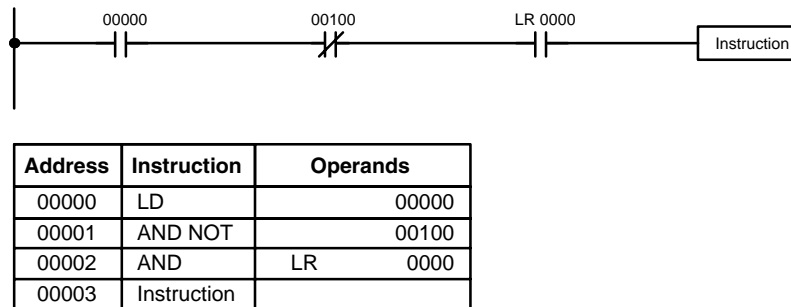 00000 00100 LR 0000
Instruction
Address Instruction Operands
00000 LD 00000
00001 AND NOT 00100
00002 AND LR 0000
00003 Instruction